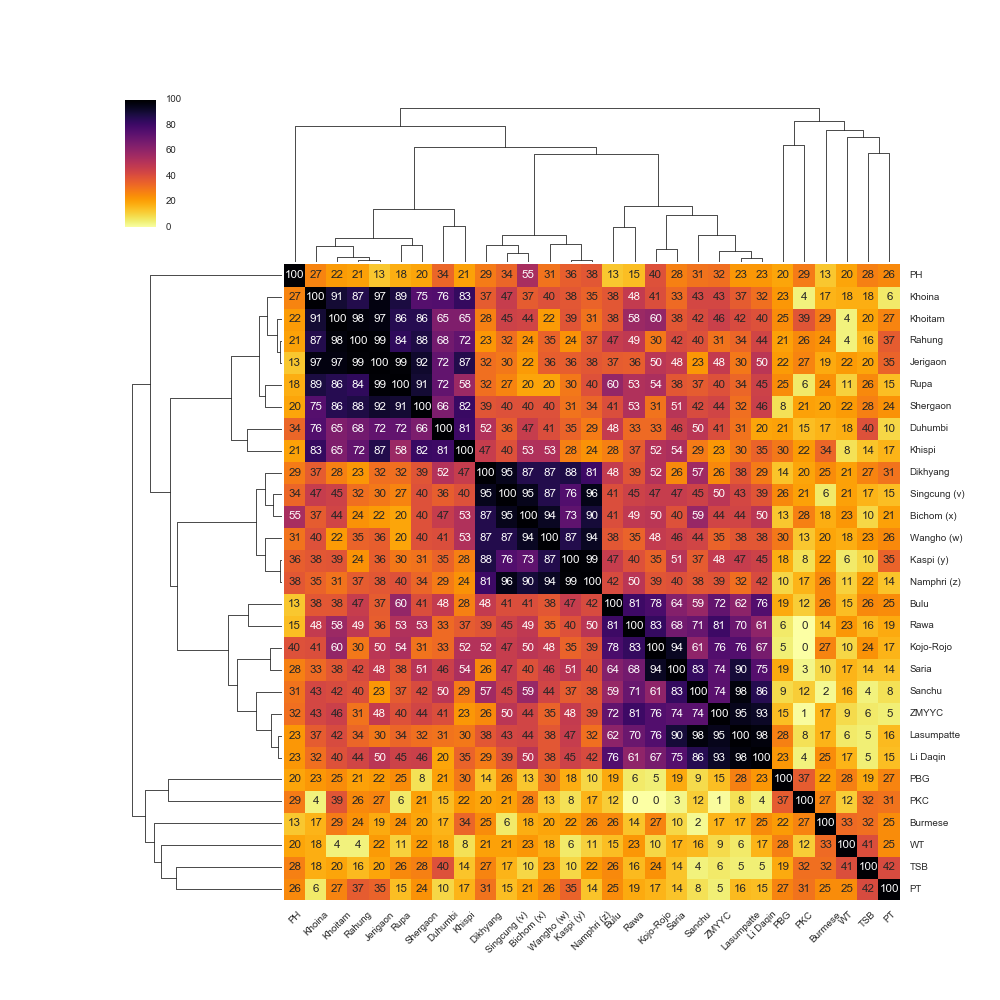 100
80
60
40
20
0
100 27 22 21 13 18 20 34 21 29 34 55 31 36 38 13 15 40 28 31 32 23 23 20 29 13 20 28 26 PH
27 100 91 87 97 89 75 76 83 37 47 37 40 38 35 38 48 41 33 43 43 37 32 23 4 17 18 18 6 Khoina
22 91 100 98 97 86 86 65 65 28 45 44 22 39 31 38 58 60 38 42 46 42 40 25 39 29 4 20 27 Khoitam
21 87 98 100 99 84 88 68 72 23 32 24 35 24 37 47 49 30 42 40 31 34 44 21 26 24 4 16 37 Rahung
13 97 97 99 100 99 92 72 87 32 30 22 36 36 38 37 36 50 48 23 48 30 50 22 27 19 22 20 35 Jerigaon
18 89 86 84 99 100 91 72 58 32 27 20 20 30 40 60 53 54 38 37 40 34 45 25 6 24 11 26 15 Rupa
20 75 86 88 92 91 100 66 82 39 40 40 40 31 34 41 53 31 51 42 44 32 46 8 21 20 22 28 24 Shergaon
34 76 65 68 72 72 66 100 81 52 36 47 41 35 29 48 33 33 46 50 41 31 20 21 15 17 18 40 10 Duhumbi
21 83 65 72 87 58 82 81 100 47 40 53 53 28 24 28 37 52 54 29 23 30 35 30 22 34 8 14 17 Khispi
29 37 28 23 32 32 39 52 47 100 95 87 87 88 81 48 39 52 26 57 26 38 29 14 20 25 21 27 31 Dikhyang
34 47 45 32 30 27 40 36 40 95 100 95 87 76 96 41 45 47 47 45 50 43 39 26 21 6 21 17 15 Singcung (v)
55 37 44 24 22 20 40 47 53 87 95 100 94 73 90 41 49 50 40 59 44 44 50 13 28 18 23 10 21 Bichom (x)
31 40 22 35 36 20 40 41 53 87 87 94 100 87 94 38 35 48 46 44 35 38 38 30 13 20 18 23 26 Wangho (w)
36 38 39 24 36 30 31 35 28 88 76 73 87 100 99 47 40 35 51 37 48 47 45 18 8 22 6 10 35 Kaspi (y)
38 35 31 37 38 40 34 29 24 81 96 90 94 99 100 42 50 39 40 38 39 32 42 10 17 26 11 22 14 Namphri (z)
13 38 38 47 37 60 41 48 28 48 41 41 38 47 42 100 81 78 64 59 72 62 76 19 12 26 15 26 25 Bulu
15 48 58 49 36 53 53 33 37 39 45 49 35 40 50 81 100 83 68 71 81 70 61 6 0 14 23 16 19 Rawa
40 41 60 30 50 54 31 33 52 52 47 50 48 35 39 78 83 100 94 61 76 76 67 5 0 27 10 24 17 Kojo-Rojo
28 33 38 42 48 38 51 46 54 26 47 40 46 51 40 64 68 94 100 83 74 90 75 19 3 10 17 14 14 Saria
31 43 42 40 23 37 42 50 29 57 45 59 44 37 38 59 71 61 83 100 74 98 86 9 12 2 16 4 8 Sanchu
32 43 46 31 48 40 44 41 23 26 50 44 35 48 39 72 81 76 74 74 100 95 93 15 1 17 9 6 5 ZMYYC
23 37 42 34 30 34 32 31 30 38 43 44 38 47 32 62 70 76 90 98 95 100 98 28 8 17 6 5 16 Lasumpatte
23 32 40 44 50 45 46 20 35 29 39 50 38 45 42 76 61 67 75 86 93 98 100 23 4 25 17 5 15 Li Daqin
20 23 25 21 22 25 8 21 30 14 26 13 30 18 10 19 6 5 19 9 15 28 23 100 37 22 28 19 27 PBG
29 4 39 26 27 6 21 15 22 20 21 28 13 8 17 12 0 0 3 12 1 8 4 37 100 27 12 32 31 PKC
13 17 29 24 19 24 20 17 34 25 6 18 20 22 26 26 14 27 10 2 17 17 25 22 27 100 33 32 25 Burmese
20 18 4 4 22 11 22 18 8 21 21 23 18 6 11 15 23 10 17 16 9 6 17 28 12 33 100 41 25 WT
28 18 20 16 20 26 28 40 14 27 17 10 23 10 22 26 16 24 14 4 6 5 5 19 32 32 41 100 42 TSB
26 6 27 37 35 15 24 10 17 31 15 21 26 35 14 25 19 17 14 8 5 16 15 27 31 25 25 42 100 PT
PH Khoina Khoitam Rahung Jerigaon Rupa Shergaon Duhumbi Khispi Dikhyang Singcung (v) Bichom (x) Wangho (w) Kaspi (y) Namphri (z) Bulu Rawa Kojo-Rojo Saria Sanchu ZMYYC Lasumpatte Li Daqin PBG PKC Burmese WT TSB PT